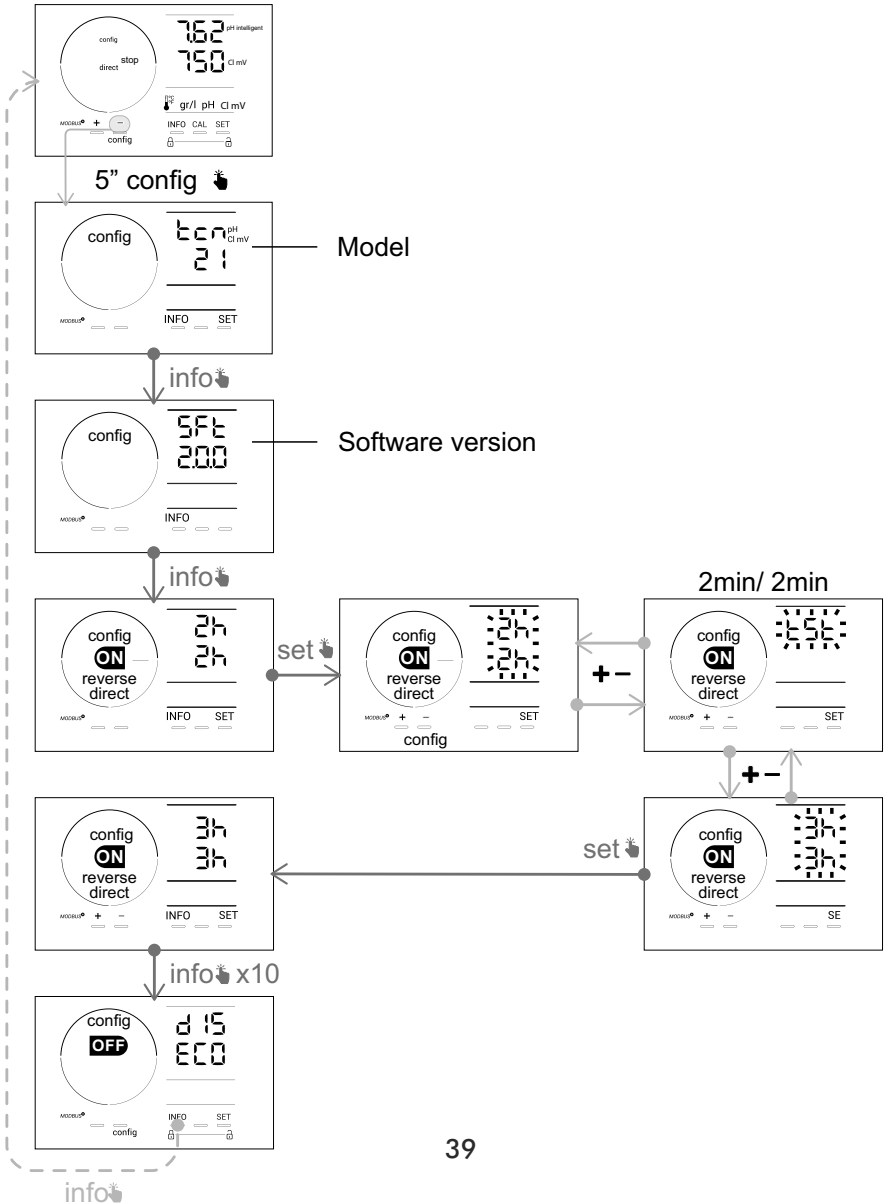 config
stop
direct
7.62 pH intelligent
750 Cl mV
°C °F gr/l pH Cl mV
MODBUS + - INFO CAL SET
config
5” config
config
tcn pH Cl mV
21
Model
MODBUS INFO SET
info
config
SFt
2.0.0
Software version
MODBUS INFO
info
config
ON
reverse
direct
2h
2h
MODBUS INFO SET
set
config
ON
reverse
direct
2h
2h
MODBUS + - SET
config
+ -
2min/ 2min
config
ON
reverse
direct
tSt
MODBUS + - SET
+ -
config
ON
reverse
direct
3h
3h
MODBUS + - SE
set
config
ON
reverse
direct
3h
3h
MODBUS + - INFO SET
info x10
config
OFF
dIS
ECO
MODBUS INFO SET
config
info
39